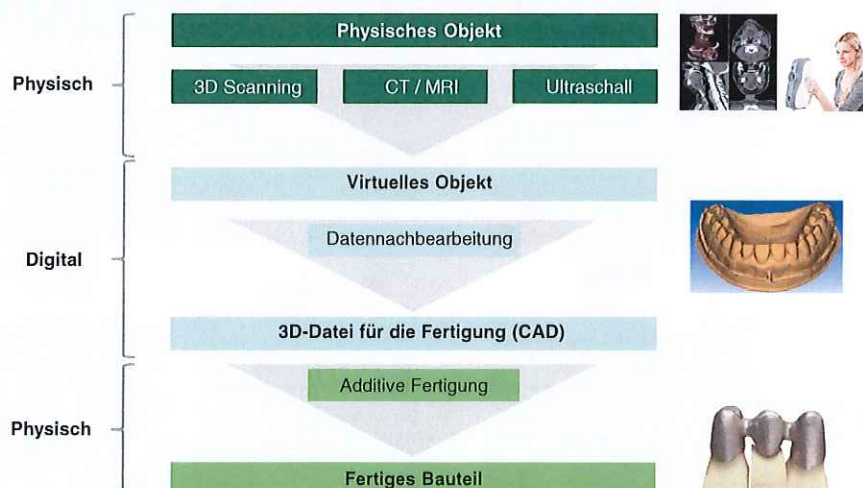 Physisches Objekt
Physisch
3D Scanning
CT / MRI
Ultraschall
Virtuelles Objekt
Digital
Datennachbearbeitung
3D-Datei für die Fertigung (CAD)
Additive Fertigung
Physisch
Fertiges Bauteil